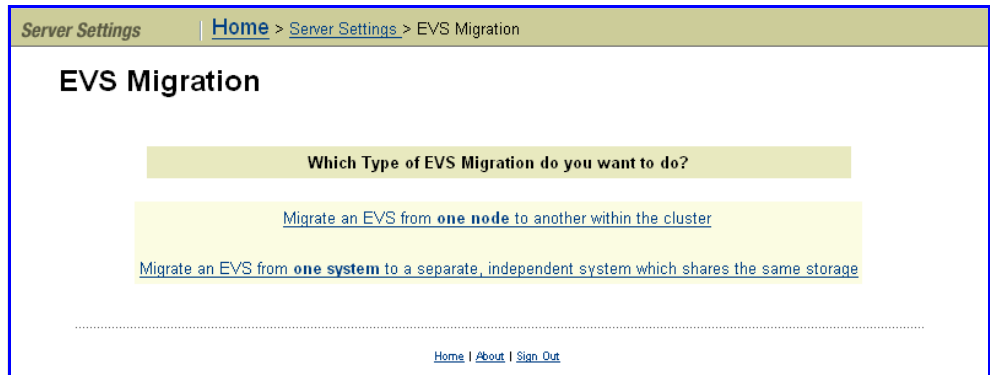 Server Settings Home > Server Settings > EVS Migration
EVS Migration
Which Type of EVS Migration do you want to do?
Migrate an EVS from one node to another within the cluster
Migrate an EVS from one system to a separate, independent system which shares the same storage
Home | About | Sign Out